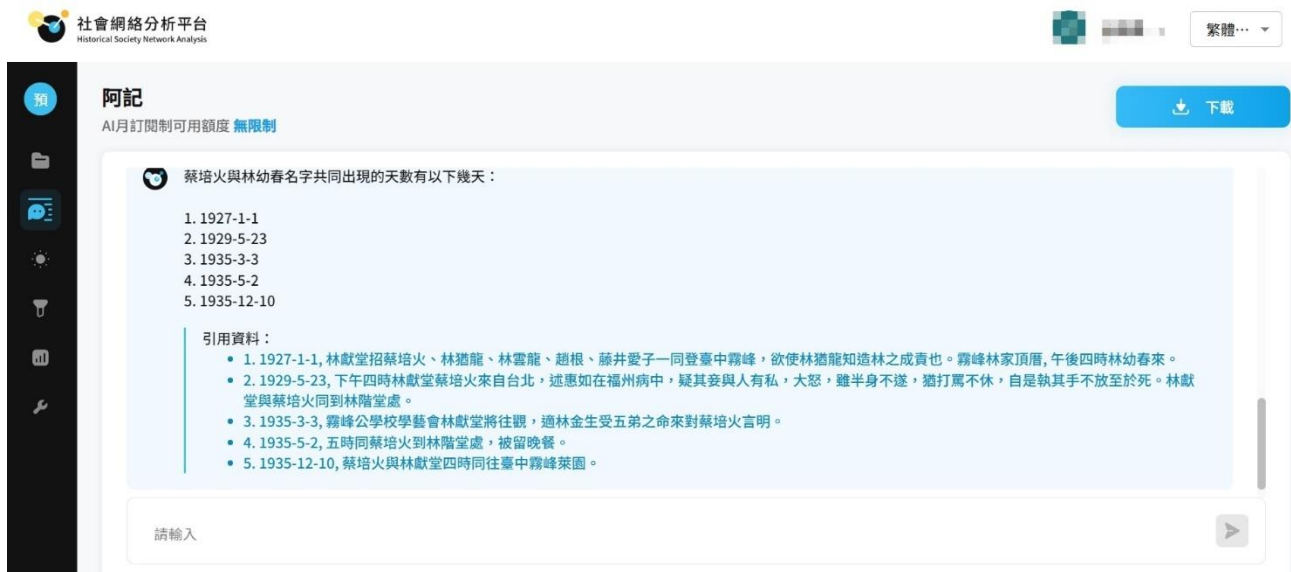 社會網絡分析平台
Historical Society Network Analysis
繁體…
預
阿記
AI月訂閱制可用額度 無限制
下載
蔡培火與林幼春名字共同出現的天數有以下幾天：
1. 1927-1-1
2. 1929-5-23
3. 1935-3-3
4. 1935-5-2
5. 1935-12-10
引用資料：
1. 1927-1-1, 林獻堂招蔡培火、林猶龍、林雲龍、趙根、藤井愛子一同登臺中霧峰，欲使林猶龍知造林之成責也。霧峰林家頂厝, 午後四時林幼春來。
2. 1929-5-23, 下午四時林獻堂蔡培火來自台北，述惠如在福州病中，疑其妾與人有私，大怒，雖半身不遂，猶打罵不休，自是執其手不放至於死。林獻
堂與蔡培火同到林階堂處。
3. 1935-3-3, 霧峰公學校學藝會林獻堂將往觀，適林金生受五弟之命來對蔡培火言明。
4. 1935-5-2, 五時同蔡培火到林階堂處，被留晚餐。
5. 1935-12-10, 蔡培火與林獻堂四時同往臺中霧峰萊園。
請輸入